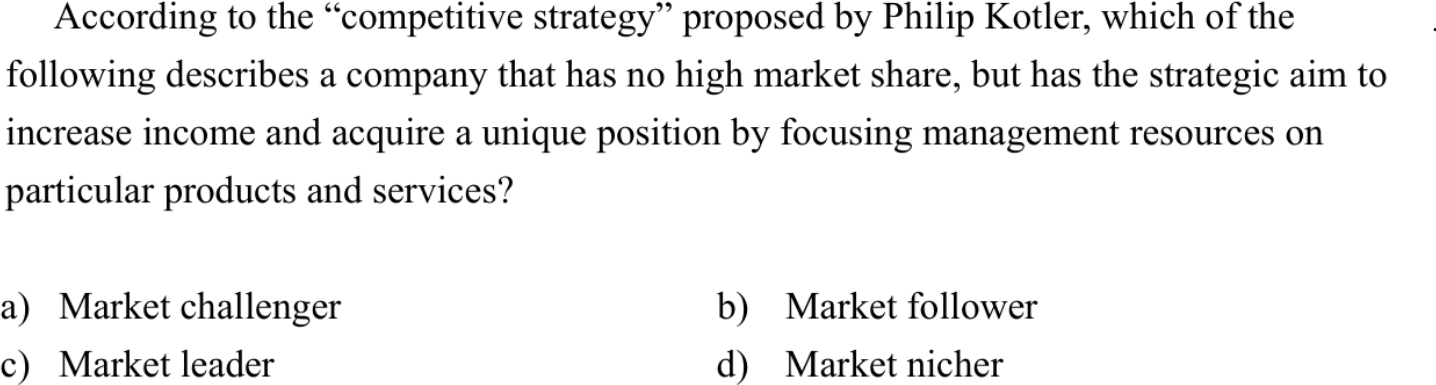 According to the “competitive strategy” proposed by Philip Kotler, which of the
following describes a company that has no high market share, but has the strategic aim to
increase income and acquire a unique position by focusing management resources on
particular products and services?
a) Market challenger b) Market follower
c) Market leader d) Market nicher